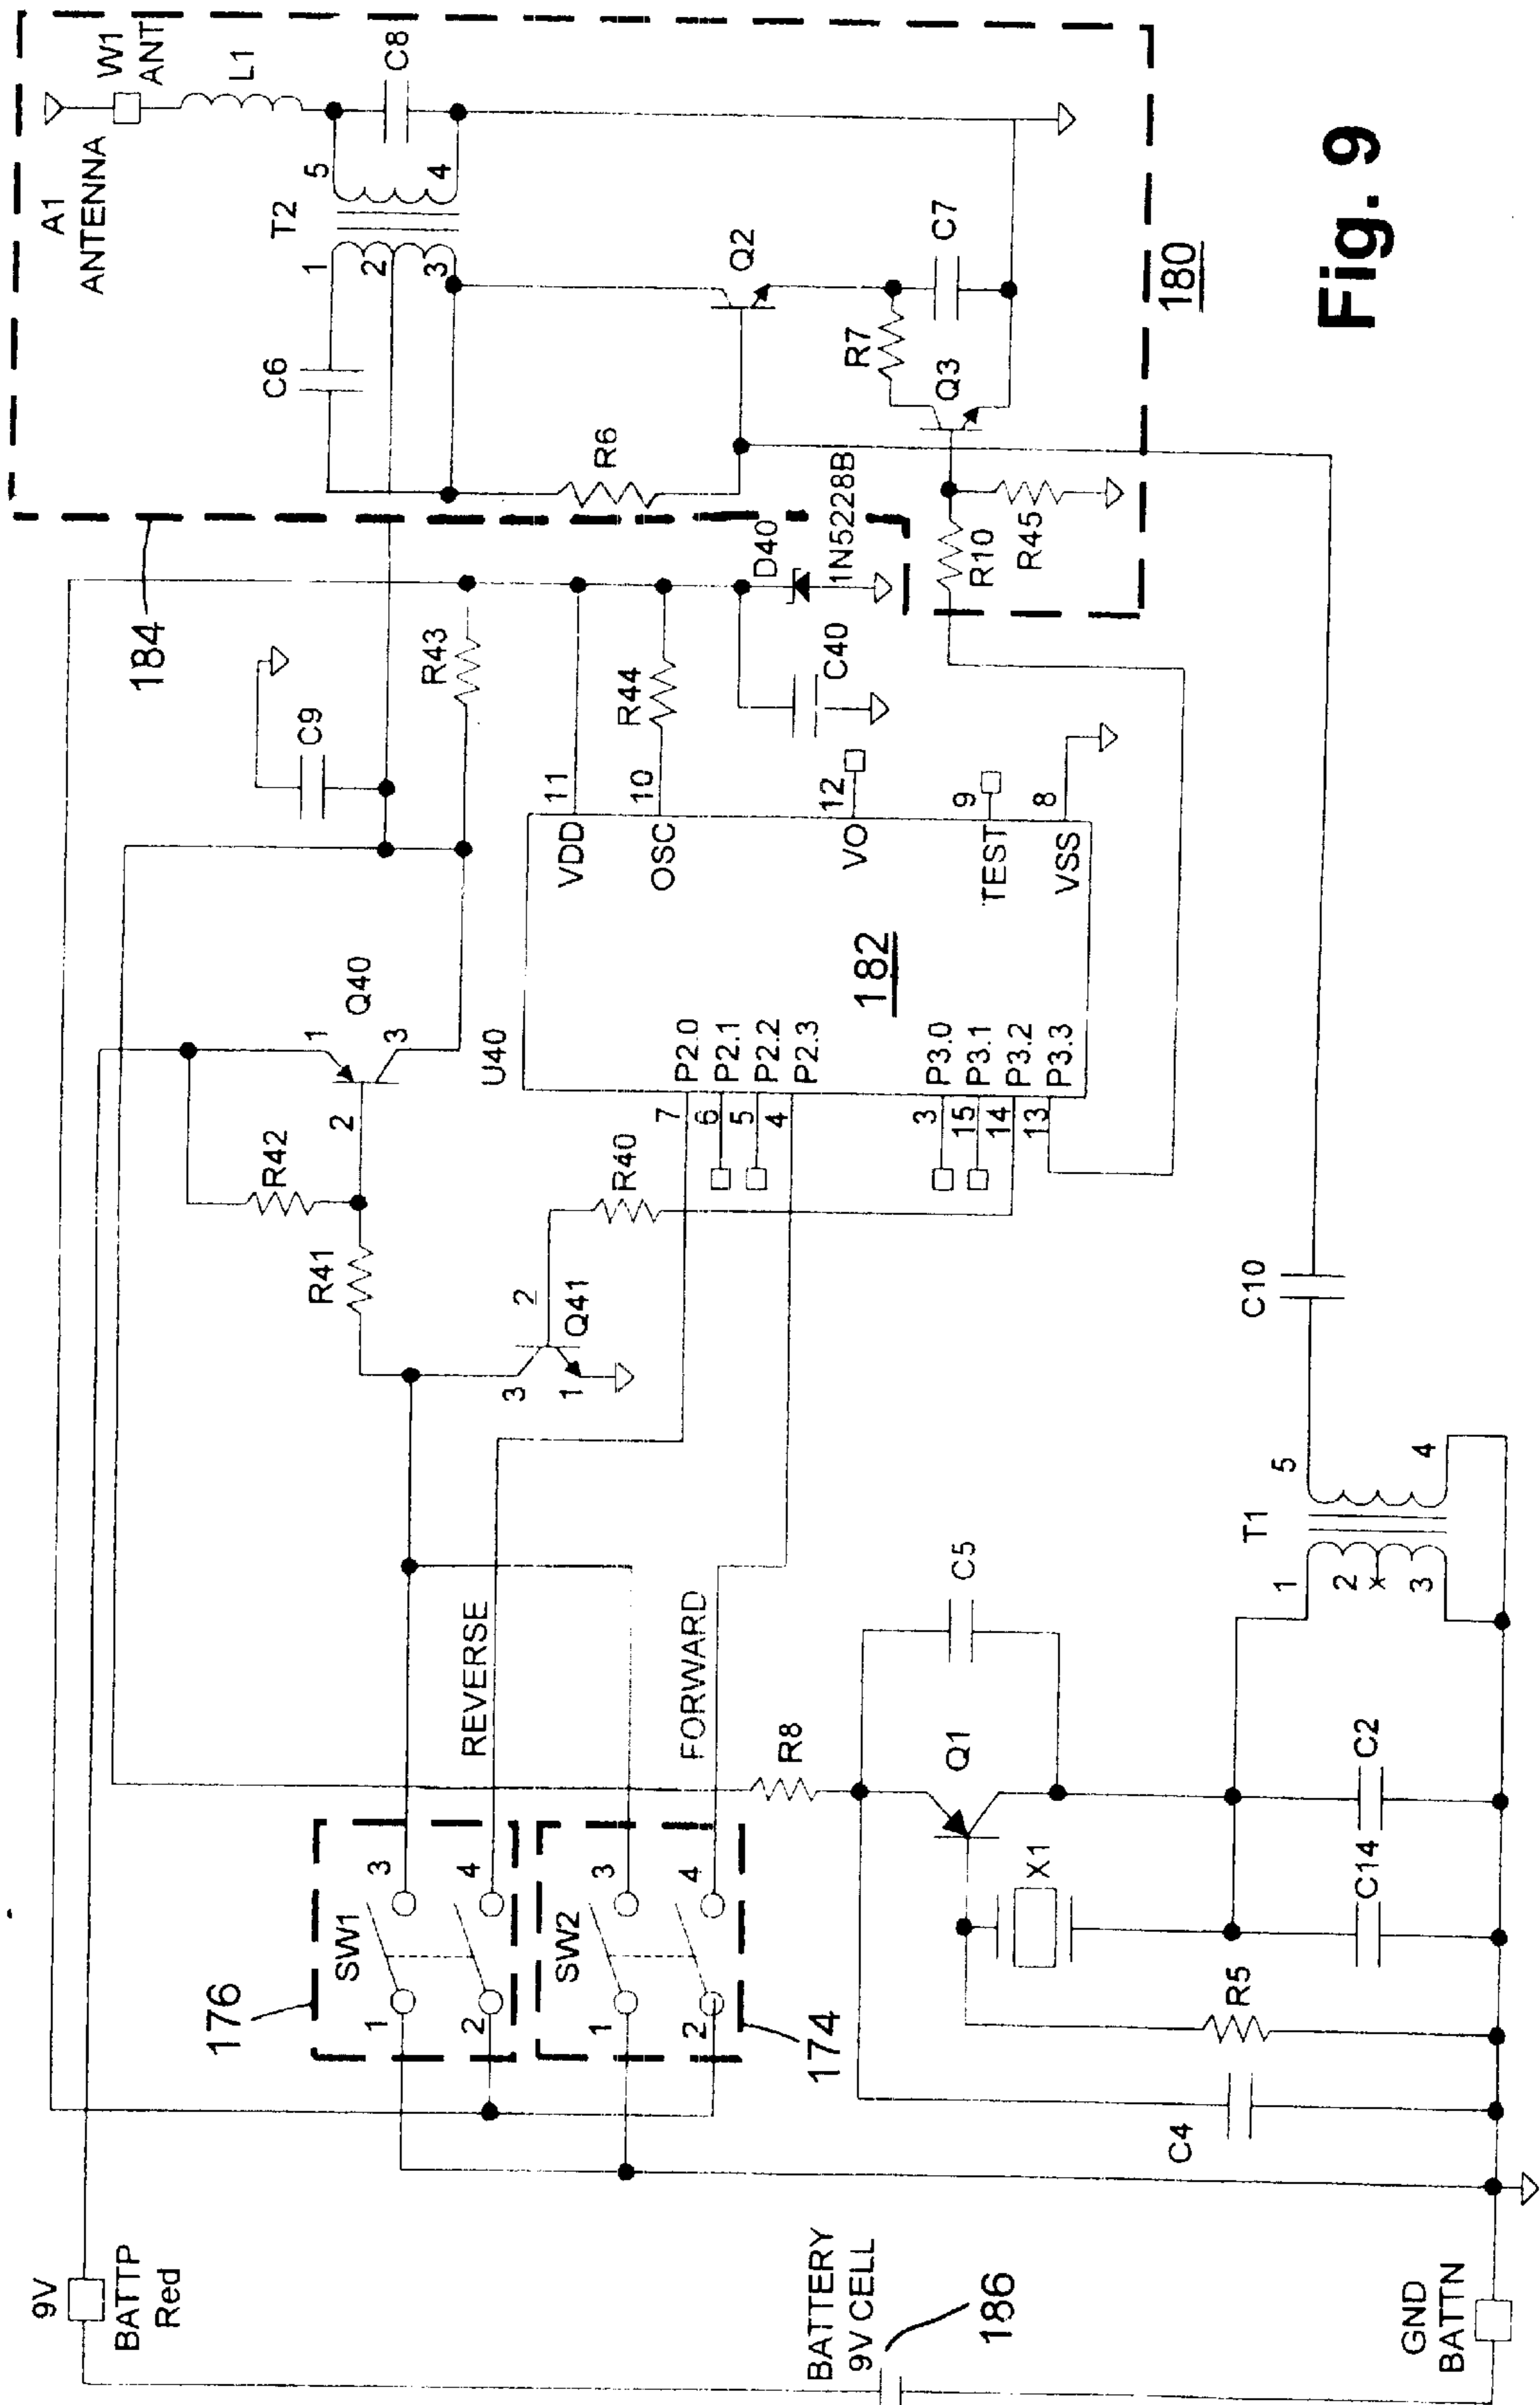 A1
ANTENNA
W1
ANT
L1
C8
5
4
T2
1
2
3
C6
Q2
C7
R7
Q3
R6
180
184
D40
1N5228B
R10
R45
C9
R43
R44
C40
11
VDD
10
OSC
12
VO
9
TEST
8
VSS
182
Q40
1
3
2
U40
P2.0
P2.1
P2.2
P2.3
P3.0
P3.1
P3.2
P3.3
7
6
5
4
3
15
14
13
R42
R41
R40
2
Q41
3
1
C10
5
4
T1
1
2
3
REVERSE
FORWARD
C5
R8
Q1
C2
X1
C14
R5
C4
176
SW1
3
4
1
2
SW2
3
4
1
2
174
9V
BATTP
Red
BATTERY
9V CELL
186
GND
BATTN
Fig. 9